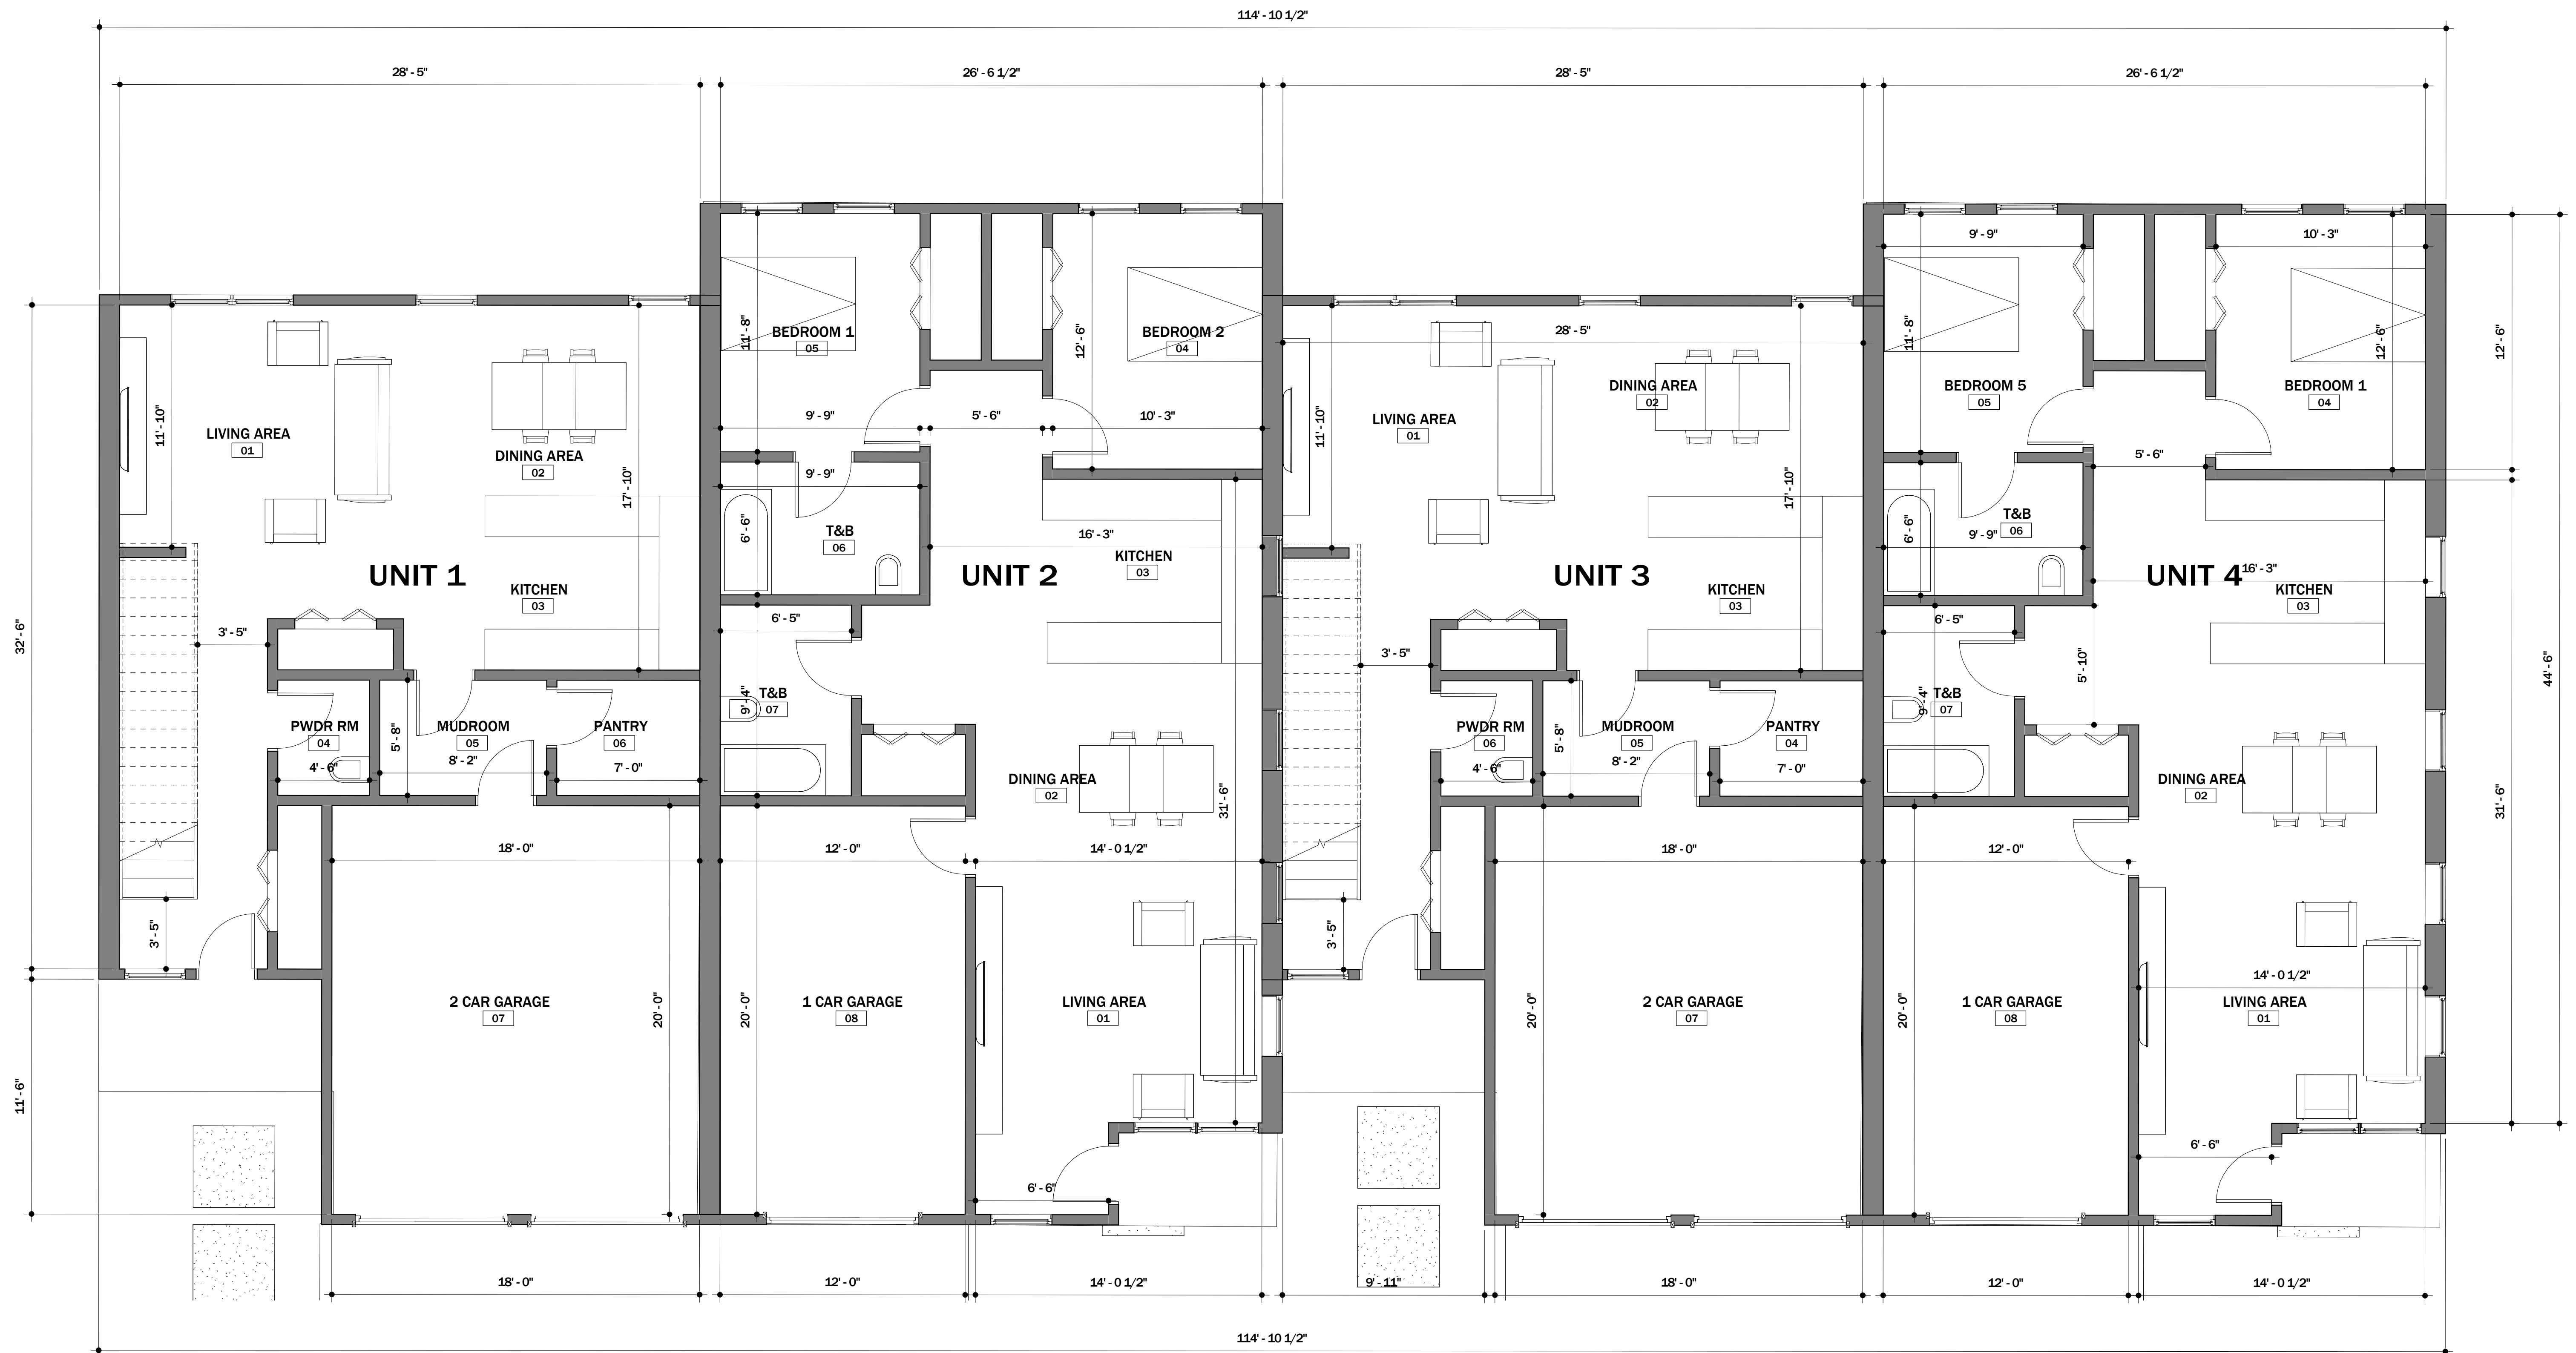 114' - 10 1/2"
28' - 5"
26' - 6 1/2"
28' - 5"
26' - 6 1/2"
32' - 6"
11' - 6"
LIVING AREA
01
11' - 10"
DINING AREA
02
17' - 10"
UNIT 1
KITCHEN
03
3' - 5"
PWDR RM
04
4' - 6"
5' - 8"
MUDROOM
05
8' - 2"
PANTRY
06
7' - 0"
18' - 0"
3' - 5"
2 CAR GARAGE
07
20' - 0"
18' - 0"
11' - 8"
BEDROOM 1
05
12' - 6"
BEDROOM 2
04
9' - 9"
5' - 6"
10' - 3"
9' - 9"
6' - 6"
T&B
06
16' - 3"
KITCHEN
03
UNIT 2
6' - 5"
9' - 4"
T&B
07
DINING AREA
02
31' - 6"
12' - 0"
14' - 0 1/2"
20' - 0"
1 CAR GARAGE
08
LIVING AREA
01
6' - 6"
12' - 0"
14' - 0 1/2"
28' - 5"
LIVING AREA
01
11' - 10"
DINING AREA
02
17' - 10"
UNIT 3
KITCHEN
03
3' - 5"
PWDR RM
06
4' - 6"
5' - 8"
MUDROOM
05
8' - 2"
PANTRY
04
7' - 0"
18' - 0"
3' - 5"
20' - 0"
2 CAR GARAGE
07
9' - 11"
18' - 0"
9' - 9"
10' - 3"
11' - 8"
12' - 6"
BEDROOM 5
05
BEDROOM 1
04
5' - 6"
T&B
06
6' - 6"
9' - 9"
UNIT 4
16' - 3"
KITCHEN
03
6' - 5"
5' - 10"
9' - 4"
T&B
07
DINING AREA
02
12' - 0"
14' - 0 1/2"
20' - 0"
1 CAR GARAGE
08
LIVING AREA
01
6' - 6"
12' - 0"
14' - 0 1/2"
12' - 6"
31' - 6"
44' - 6"
114' - 10 1/2"